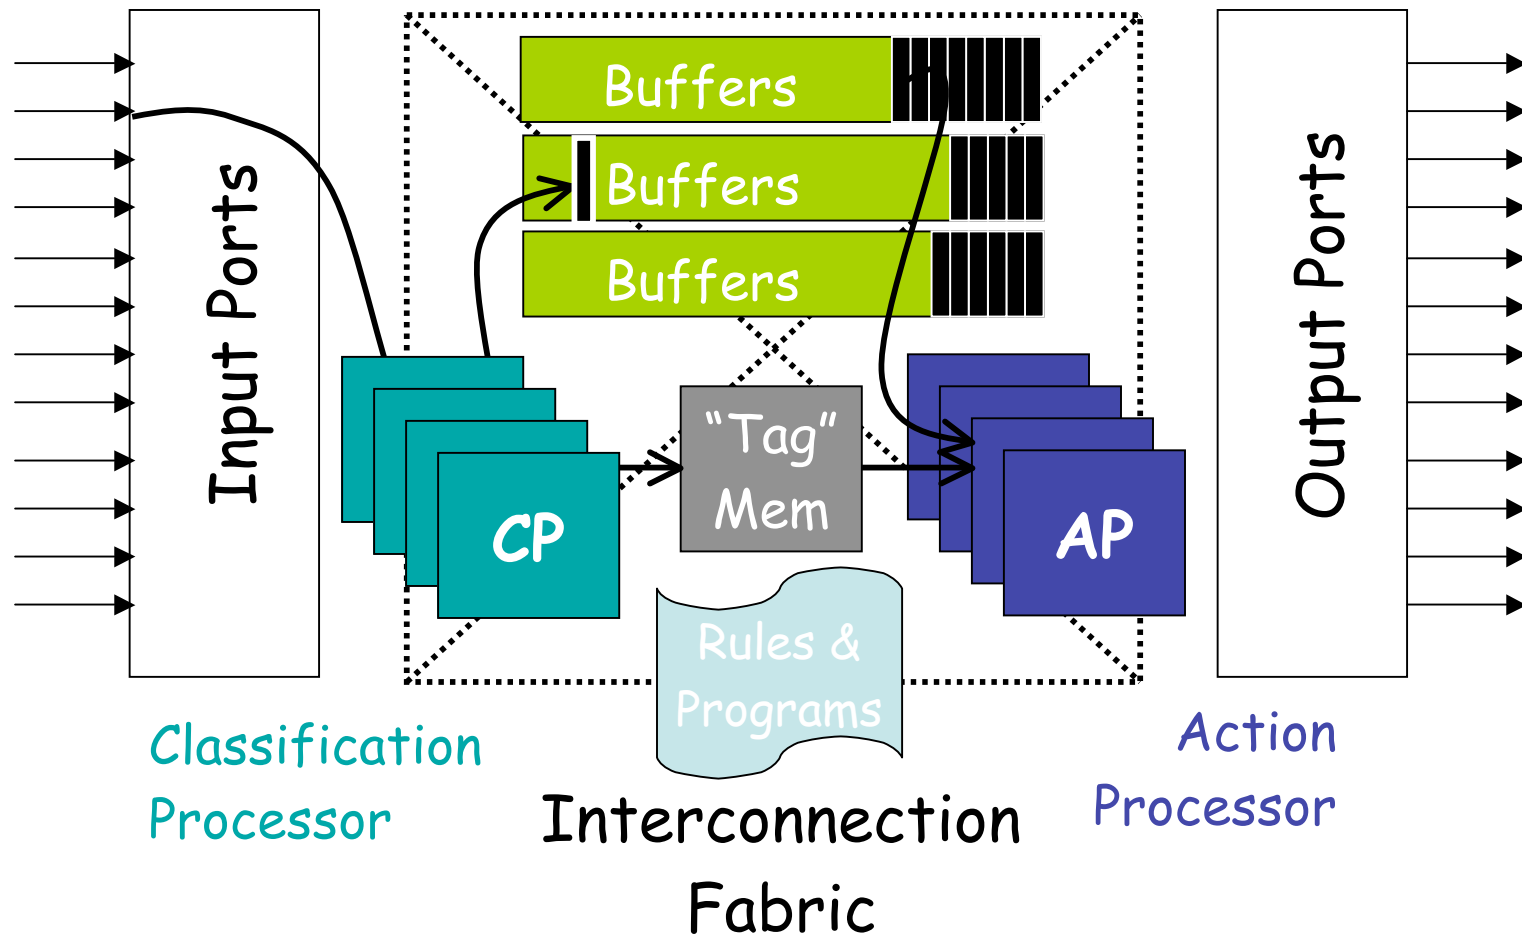 Input Ports
Buffers
Buffers
Buffers
CP
“Tag”
Mem
AP
Output Ports
Rules &
Programs
Classification
Processor
Interconnection
Fabric
Action
Processor